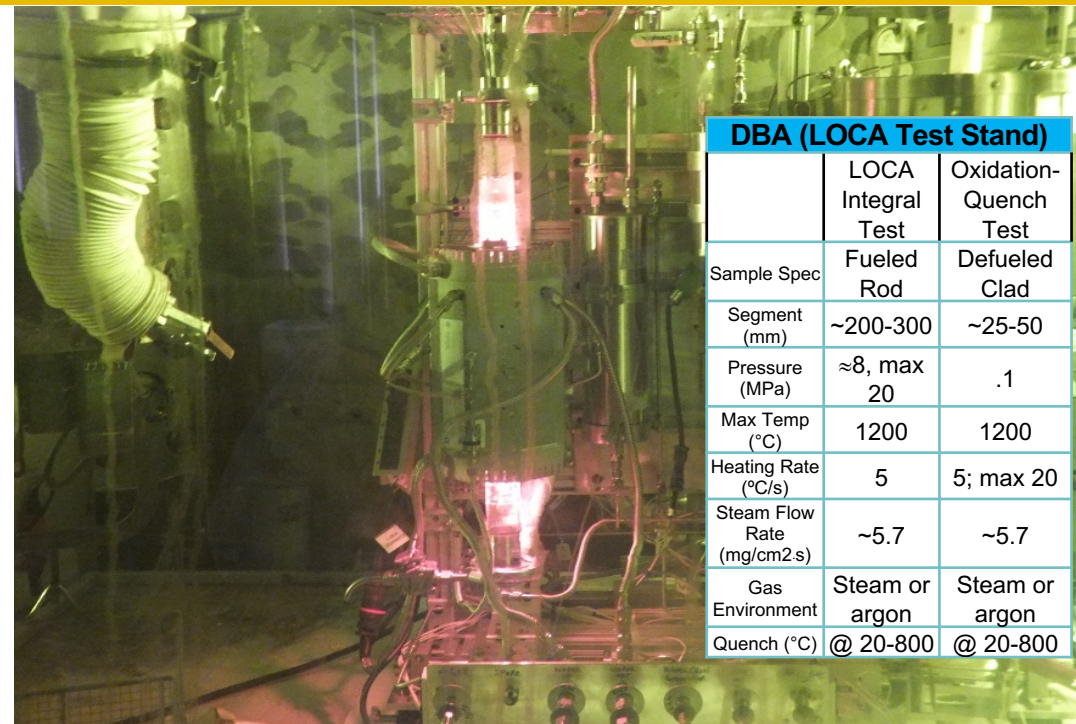 DBA (LOCA Test Stand)
LOCA Integral Test
Oxidation-Quench Test
Sample Spec
Fueled Rod
Defueled Clad
Segment (mm)
~200-300
~25-50
Pressure (MPa)
≈8, max 20
.1
Max Temp (°C)
1200
1200
Heating Rate (ºC/s)
5
5; max 20
Steam Flow Rate (mg/cm2.s)
~5.7
~5.7
Gas Environment
Steam or argon
Steam or argon
Quench (°C)
@ 20-800
@ 20-800